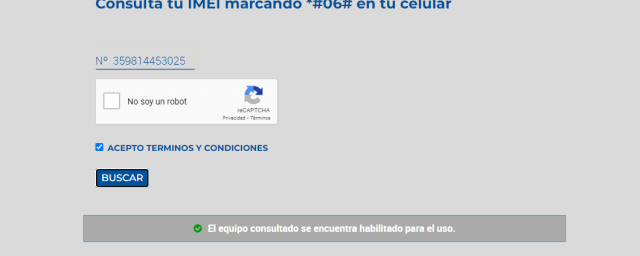 Consulta tu IMEI marcando *#06# en tu celular
Nº 359814453025
No soy un robot
reCAPTCHA
Privacidad - Términos
ACEPTO TERMINOS Y CONDICIONES
BUSCAR
El equipo consultado se encuentra habilitado para el uso.